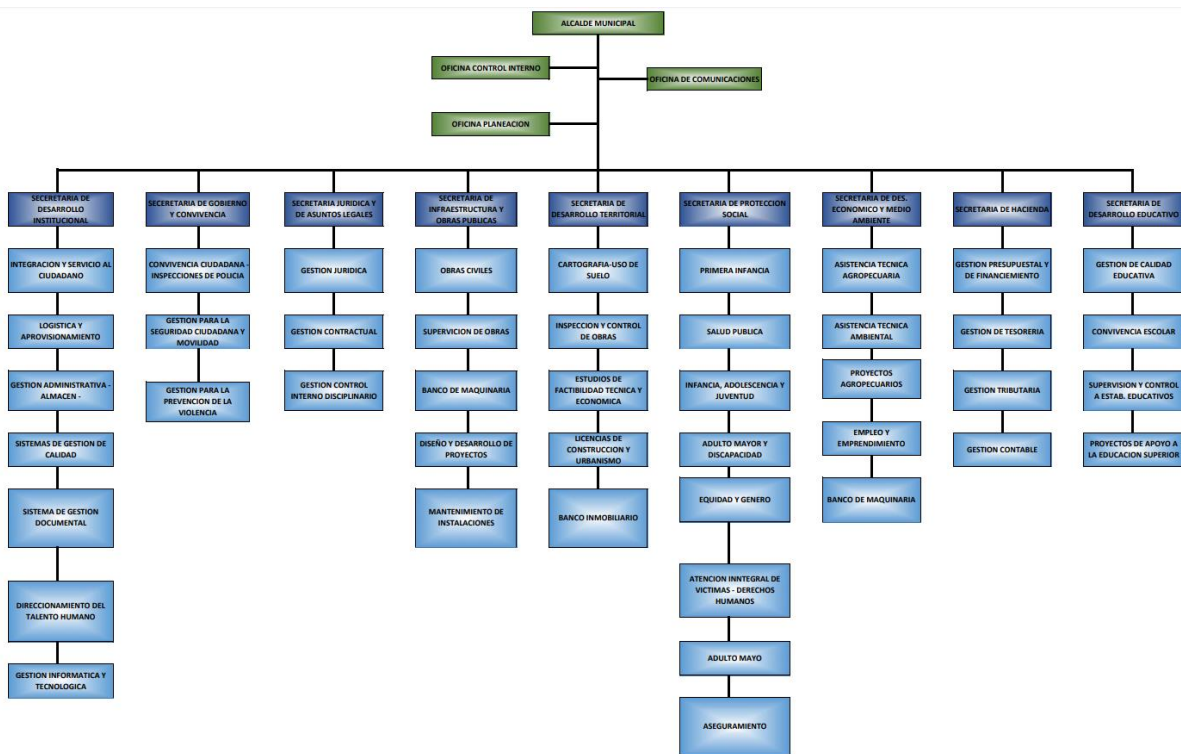 ALCALDE MUNICIPAL
OFICINA CONTROL INTERNO
OFICINA DE COMUNICACIONES
OFICINA PLANEACION
SECRETARIA DE
DESARROLLO
INSTITUCIONAL
INTEGRACION Y SERVICIO AL
CIUDADANO
LOGISTICA Y
APROVISIONAMIENTO
GESTION ADMINISTRATIVA -
ALMACEN -
SISTEMAS DE GESTION DE
CALIDAD
SISTEMA DE GESTION
DOCUMENTAL
DIRECCIONAMIENTO DEL
TALENTO HUMANO
GESTION INFORMATICA Y
TECNOLOGICA
SECERETARIA DE GOBIERNO
Y CONVIVENCIA
CONVIVENCIA CIUDADANA -
INSPECCIONES DE POLICIA
GESTION PARA LA
SEGURIDAD CIUDADANA Y
MOVILIDAD
GESTION PARA LA
PREVENCION DE LA
VIOLENCIA
SECRETARIA JURIDICA Y
DE ASUNTOS LEGALES
GESTION JURIDICA
GESTION CONTRACTUAL
GESTION CONTROL
INTERNO DISCIPLINARIO
SECRETARIA DE
INFRAESTRUCTURA Y
OBRAS PUBLICAS
OBRAS CIVILES
SUPERVICION DE OBRAS
BANCO DE MAQUINARIA
DISEÑO Y DESARROLLO DE
PROYECTOS
MANTENIMIENTO DE
INSTALACIONES
SECRETARIA DE
DESARROLLO TERRITORIAL
CARTOGRAFIA-USO DE
SUELO
INSPECCION Y CONTROL
DE OBRAS
ESTUDIOS DE
FACTIBILIDAD TECNICA Y
ECONOMICA
LICENCIAS DE
CONSTRUCCION Y
URBANISMO
BANCO INMOBILIARIO
SECRETARIA DE PROTECCION
SOCIAL
PRIMERA INFANCIA
SALUD PUBLICA
INFANCIA, ADOLESCENCIA Y
JUVENTUD
ADULTO MAYOR Y
DISCAPACIDAD
EQUIDAD Y GENERO
ATENCION INNTEGRAL DE
VICTIMAS - DERECHOS
HUMANOS
ADULTO MAYO
ASEGURAMIENTO
SECRETARIA DE DES.
ECONOMICO Y MEDIO
AMBIENTE
ASISTENCIA TECNICA
AGROPECUARIA
ASISTENCIA TECNICA
AMBIENTAL
PROYECTOS
AGROPECUARIOS
EMPLEO Y
EMPRENDIMIENTO
BANCO DE MAQUINARIA
SECRETARIA DE HACIENDA
GESTION PRESUPUESTAL Y
DE FINANCIEMIENTO
GESTION DE TESORERIA
GESTION TRIBUTARIA
GESTION CONTABLE
SECRETARIA DE
DESARROLLO EDUCATIVO
GESTION DE CALIDAD
EDUCATIVA
CONVIVENCIA ESCOLAR
SUPERVISION Y CONTROL
A ESTAB. EDUCATIVOS
PROYECTOS DE APOYO A
LA EDUCACION SUPERIOR